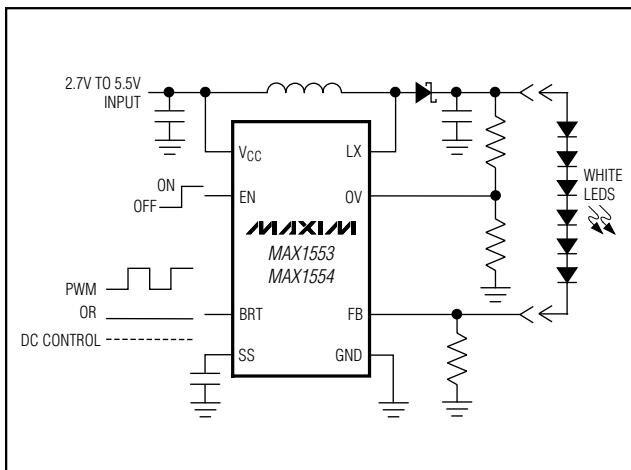 2.7V TO 5.5V
INPUT
VCC
LX
ON
OFF
EN
OV
WHITE
LEDS
MAXIM
MAX1553
MAX1554
PWM
OR
DC CONTROL
BRT
FB
SS
GND